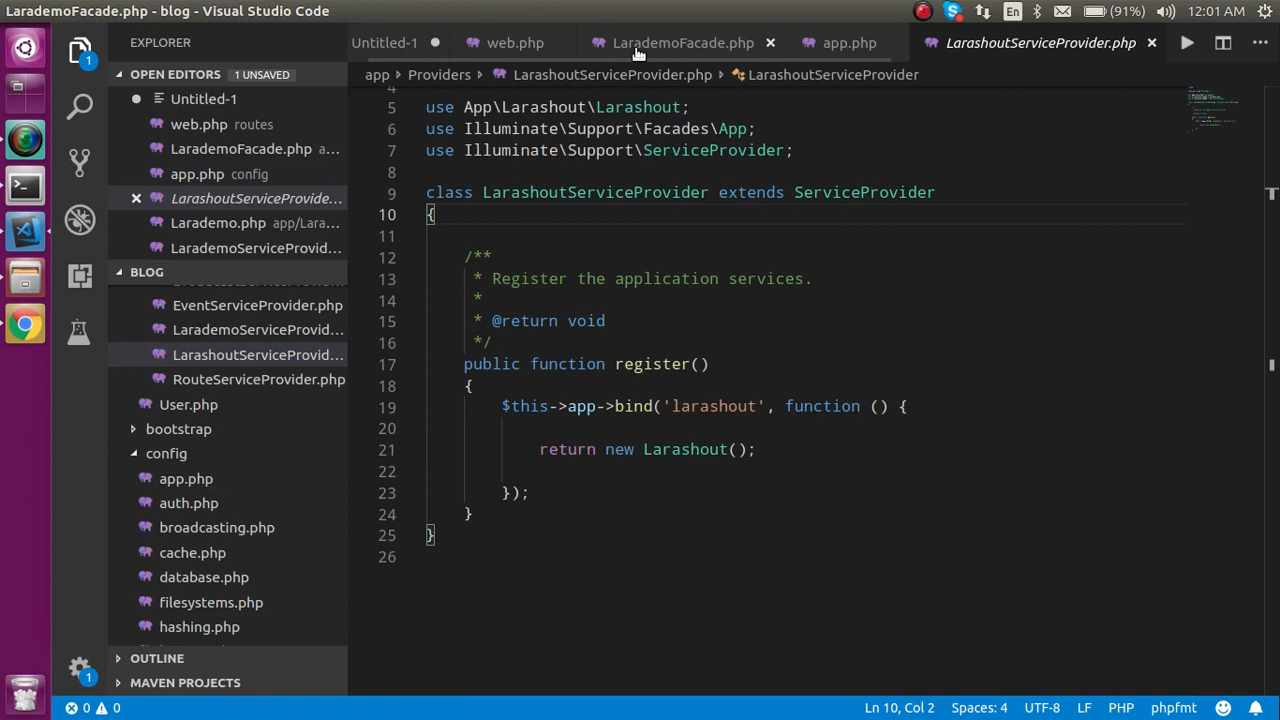 LarademoFacade.php - blog - Visual Studio Code
En (91%) 12:01 AM
EXPLORER
Untitled-1 web.php LarademoFacade.php app.php LarashoutServiceProvider.php
OPEN EDITORS 1 UNSAVED
app Providers LarashoutServiceProvider.php LarashoutServiceProvider
Untitled-1
web.php routes
LarademoFacade.php a...
app.php config
LarashoutServiceProvide...
Larademo.php app/Lara...
LarademoServiceProvid...
BLOG
EventServiceProvider.php
LarademoServiceProvid...
LarashoutServiceProvid...
RouteServiceProvider.php
User.php
bootstrap
config
app.php
auth.php
broadcasting.php
cache.php
database.php
filesystems.php
hashing.php
OUTLINE
MAVEN PROJECTS
1
1
4
5 use App\Larashout\Larashout;
6 use Illuminate\Support\Facades\App;
7 use Illuminate\Support\ServiceProvider;
8
9 class LarashoutServiceProvider extends ServiceProvider
10 {
11
12 /**
13 * Register the application services.
14 *
15 * @return void
16 */
17 public function register()
18 {
19 $this->app->bind('larashout', function () {
20
21 return new Larashout();
22
23 });
24 }
25 }
26
0 0 Ln 10, Col 2 Spaces: 4 UTF-8 LF PHP phpfmt